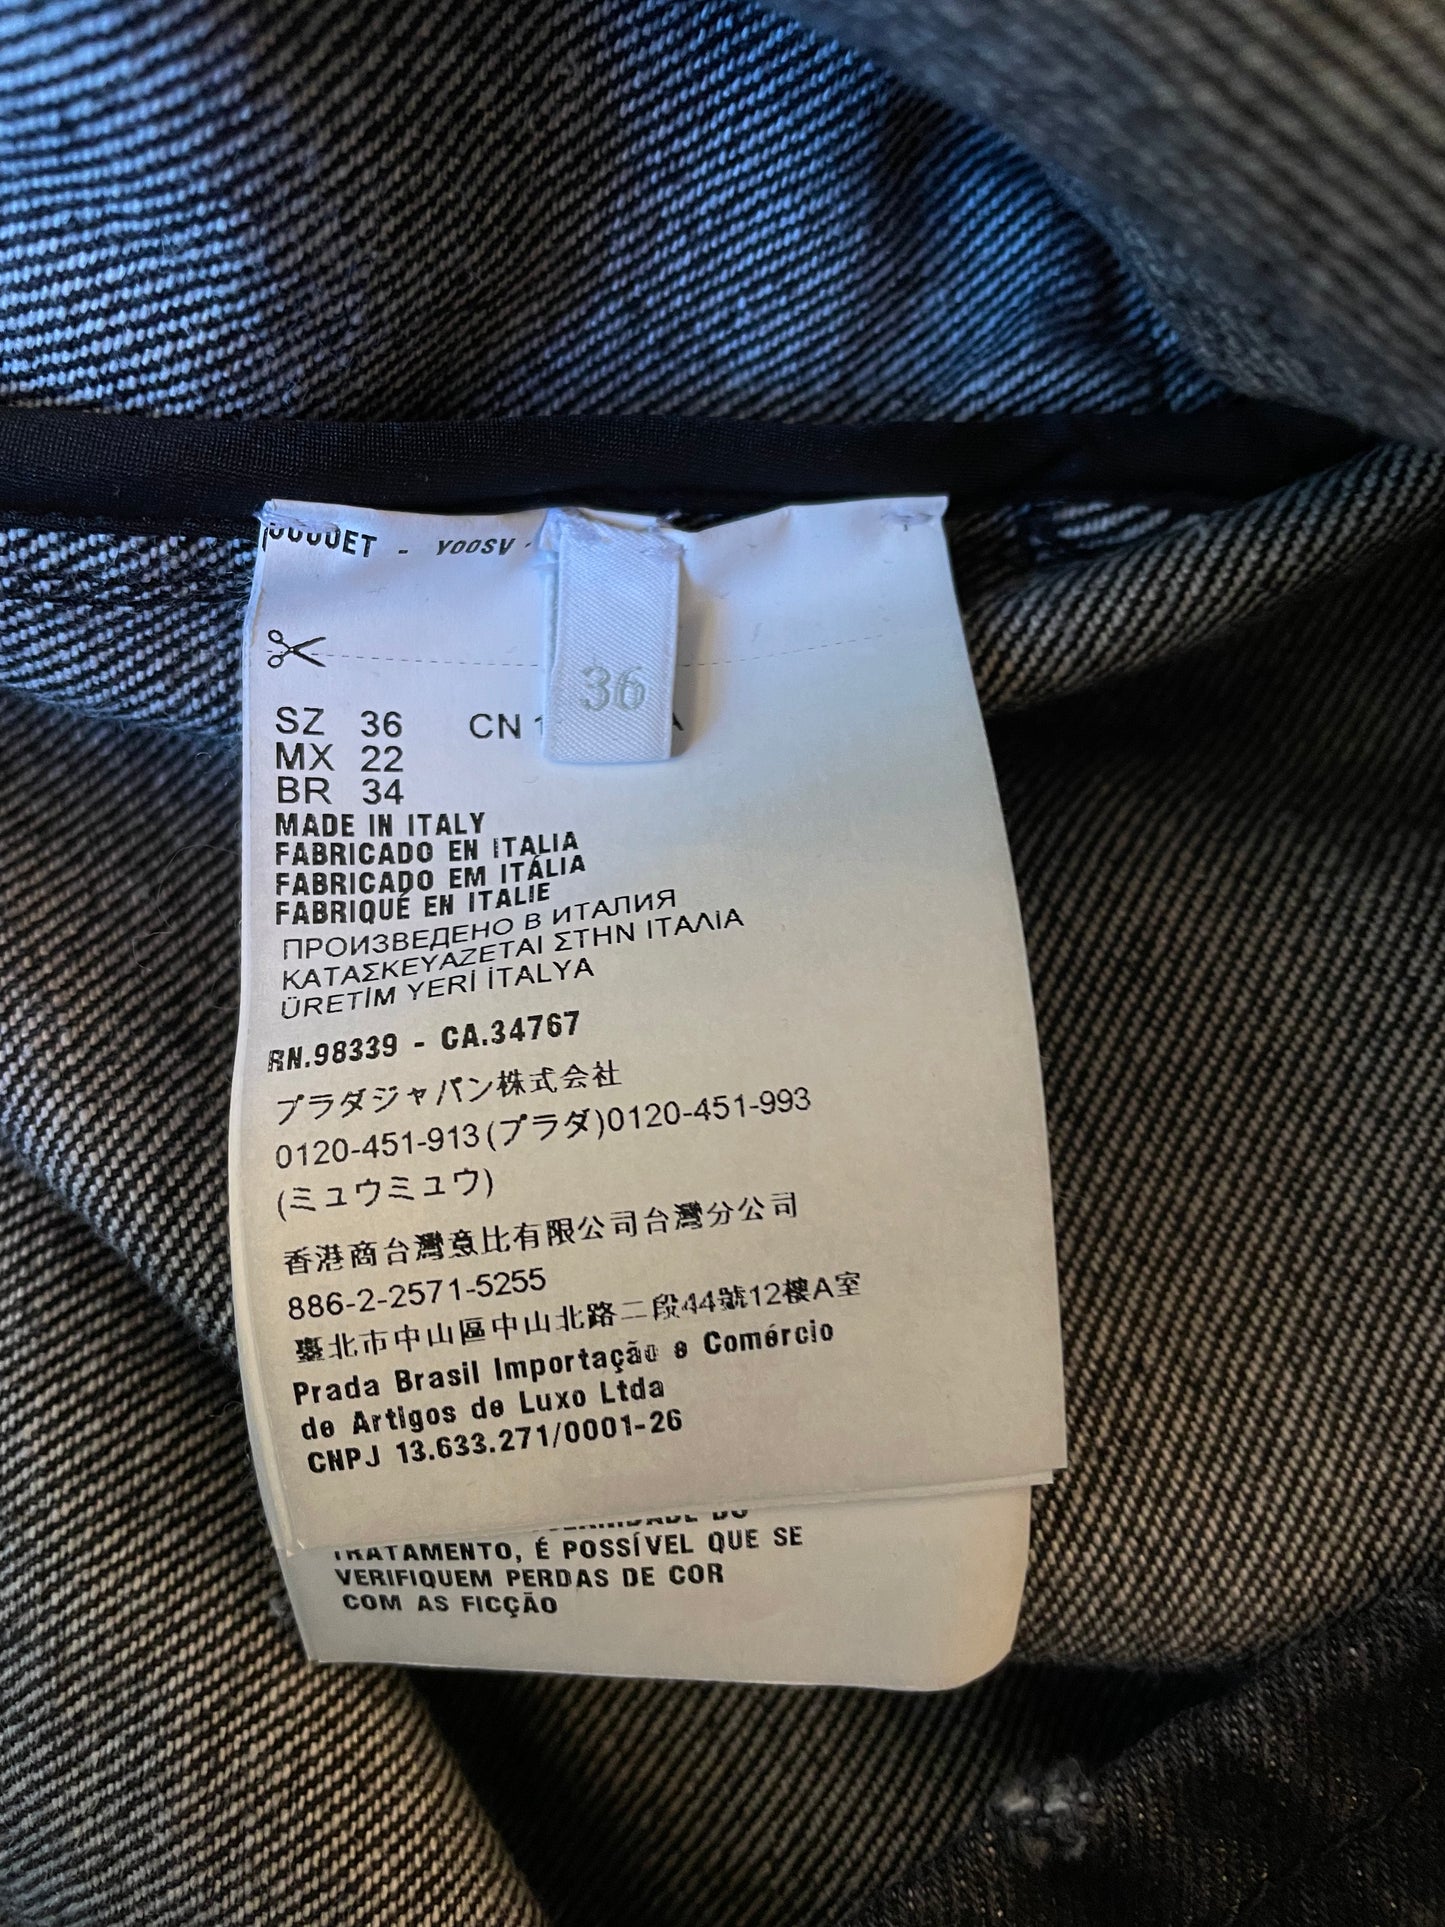 YOOSV
36
SZ 36 CN
MX 22
BR 34
MADE IN ITALY
FABRICADO EN ITALIA
FABRICADO EM ITÁLIA
FABRIQUÉ EN ITALIE
ПРОИЗВЕДЕНО В ИТАЛИЯ
ΚΑΤΑΣΚΕΥΑΖΕΤΑΙ ΣΤΗΝ ΙΤΑΛΙΑ
ÜRETİM YERİ İTALYA
RN.98339 - CA.34767
プラダジャパン株式会社
0120-451-913(プラダ)0120-451-993
(ミュウミュウ)
香港商台灣意比有限公司台灣分公司
886-2-2571-5255
臺北市中山區中山北路二段44號12樓A室
Prada Brasil Importação e Comércio
de Artigos de Luxo Ltda
CNPJ 13.633.271/0001-26
TRATAMENTO, É POSSÍVEL QUE SE
VERIFIQUEM PERDAS DE COR
COM AS FICÇÃO